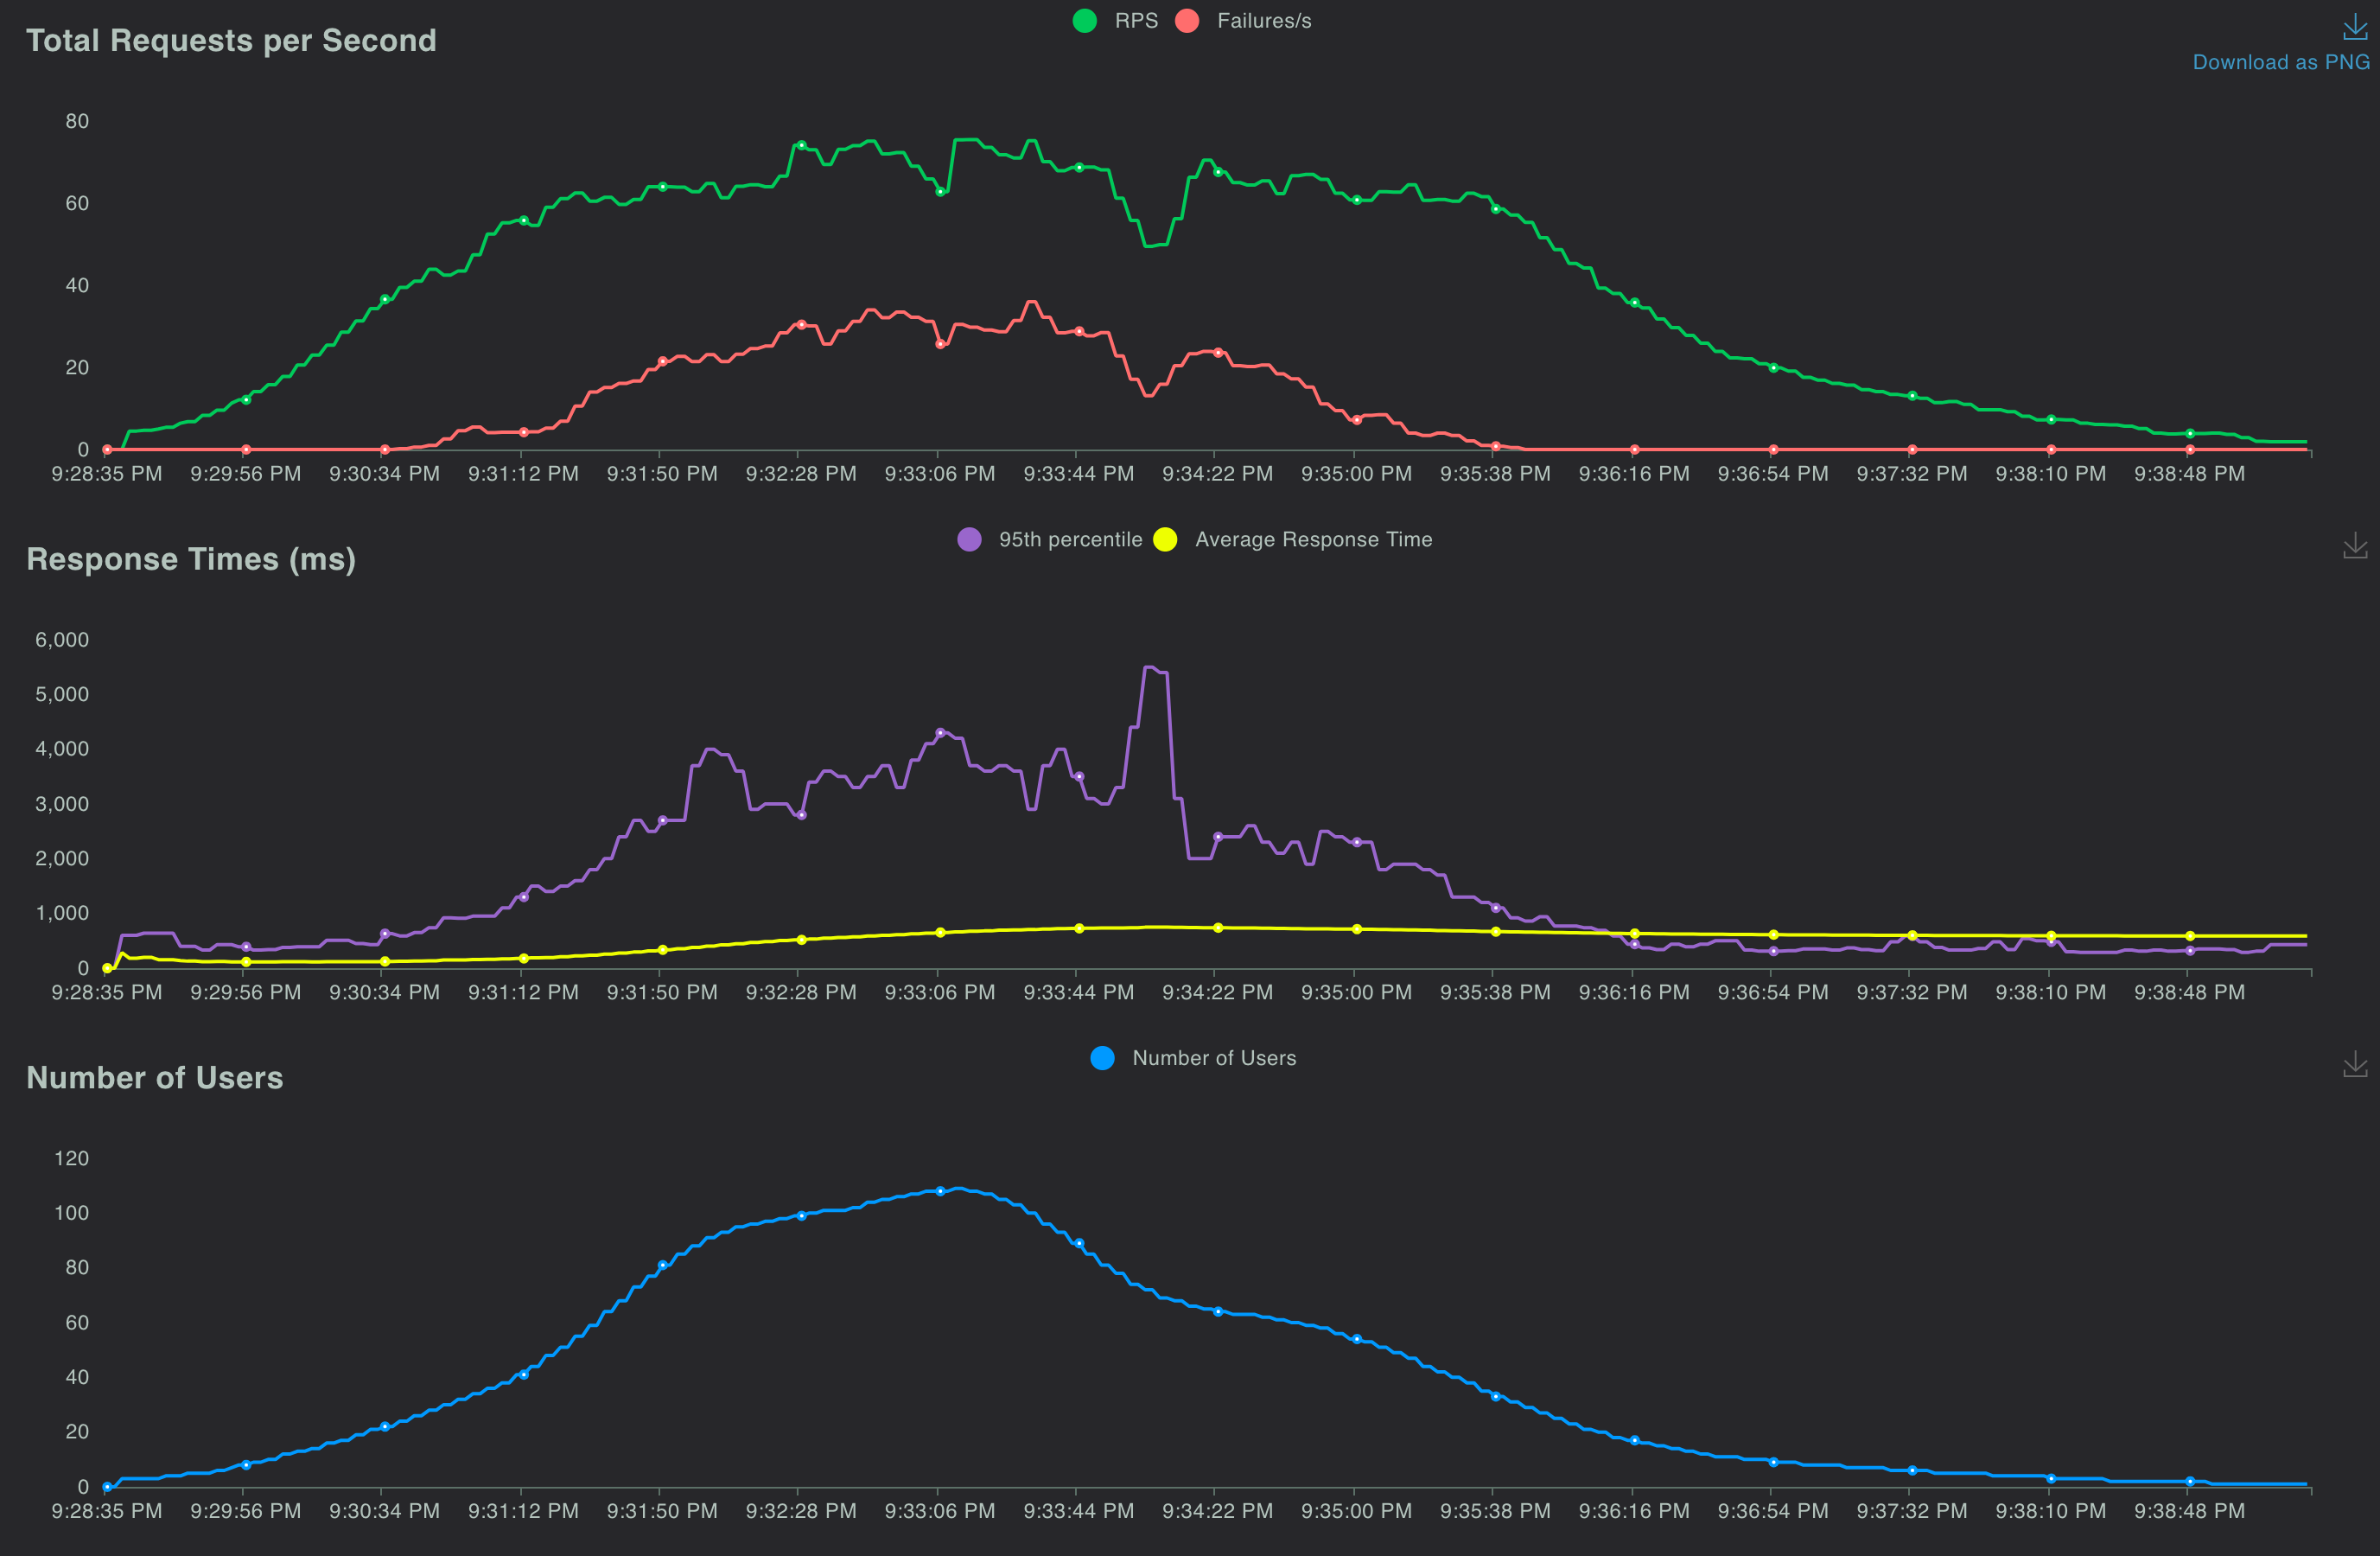 Total Requests per Second
RPS Failures/s
Download as PNG
80
60
40
20
0
9:28:35 PM 9:29:56 PM 9:30:34 PM 9:31:12 PM 9:31:50 PM 9:32:28 PM 9:33:06 PM 9:33:44 PM 9:34:22 PM 9:35:00 PM 9:35:38 PM 9:36:16 PM 9:36:54 PM 9:37:32 PM 9:38:10 PM 9:38:48 PM
Response Times (ms)
95th percentile Average Response Time
6,000
5,000
4,000
3,000
2,000
1,000
0
9:28:35 PM 9:29:56 PM 9:30:34 PM 9:31:12 PM 9:31:50 PM 9:32:28 PM 9:33:06 PM 9:33:44 PM 9:34:22 PM 9:35:00 PM 9:35:38 PM 9:36:16 PM 9:36:54 PM 9:37:32 PM 9:38:10 PM 9:38:48 PM
Number of Users
Number of Users
120
100
80
60
40
20
0
9:28:35 PM 9:29:56 PM 9:30:34 PM 9:31:12 PM 9:31:50 PM 9:32:28 PM 9:33:06 PM 9:33:44 PM 9:34:22 PM 9:35:00 PM 9:35:38 PM 9:36:16 PM 9:36:54 PM 9:37:32 PM 9:38:10 PM 9:38:48 PM